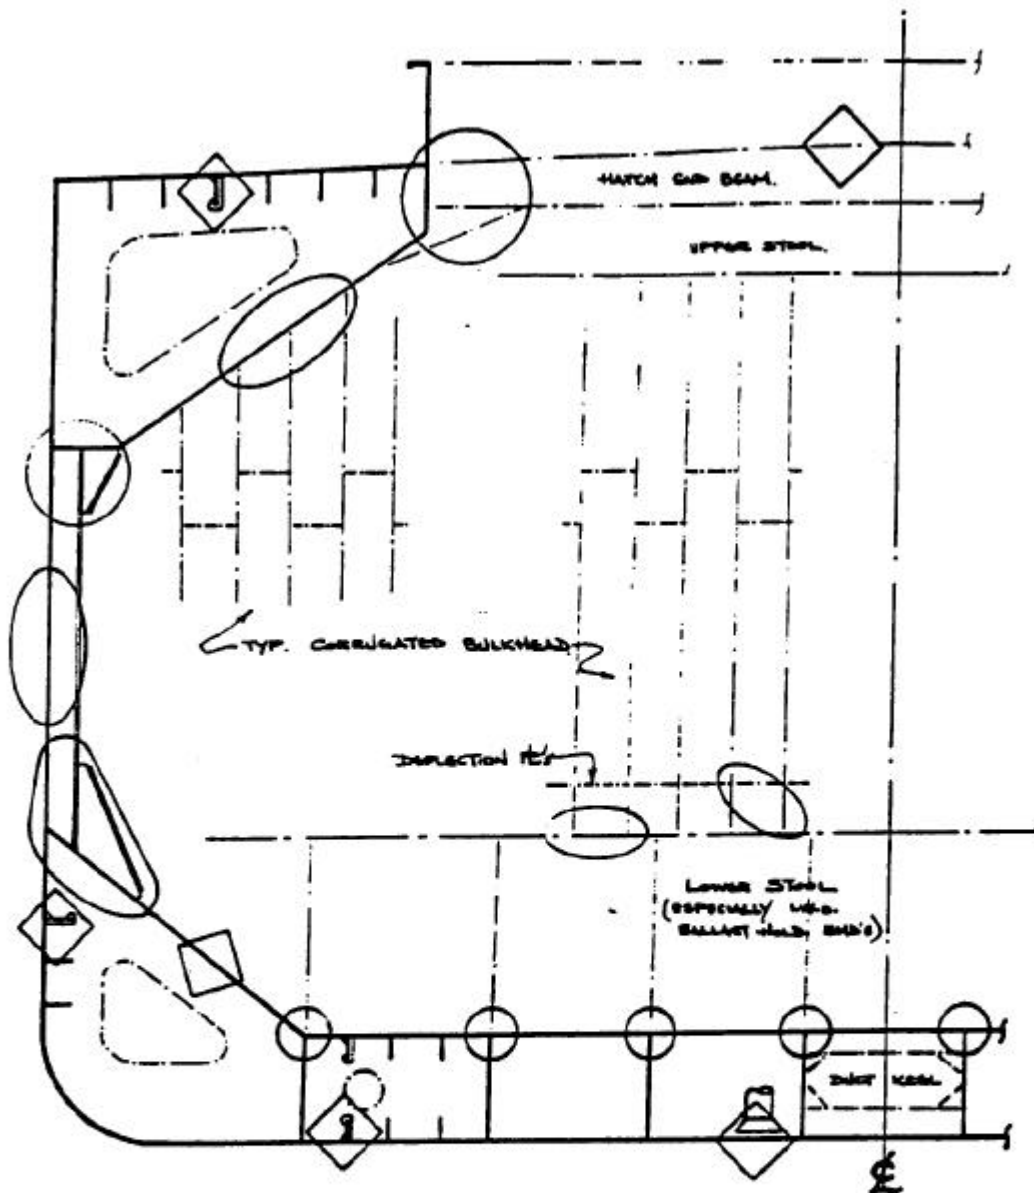 HATCH END BEAM.
UPPER STOOL.
TYP. CORRUGATED BULKHEAD
DEFLECTION PL's
LOWER STOOL
(ESPECIALLY W.B.
BALLAST HOLD BHD'S)
DUCT KEEL
℄